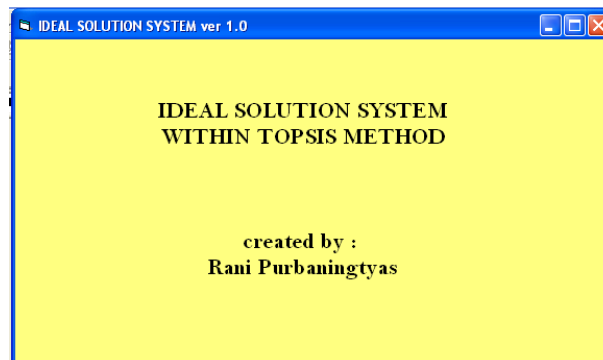 IDEAL SOLUTION SYSTEM ver 1.0
IDEAL SOLUTION SYSTEM
WITHIN TOPSIS METHOD
created by :
Rani Purbaningtyas